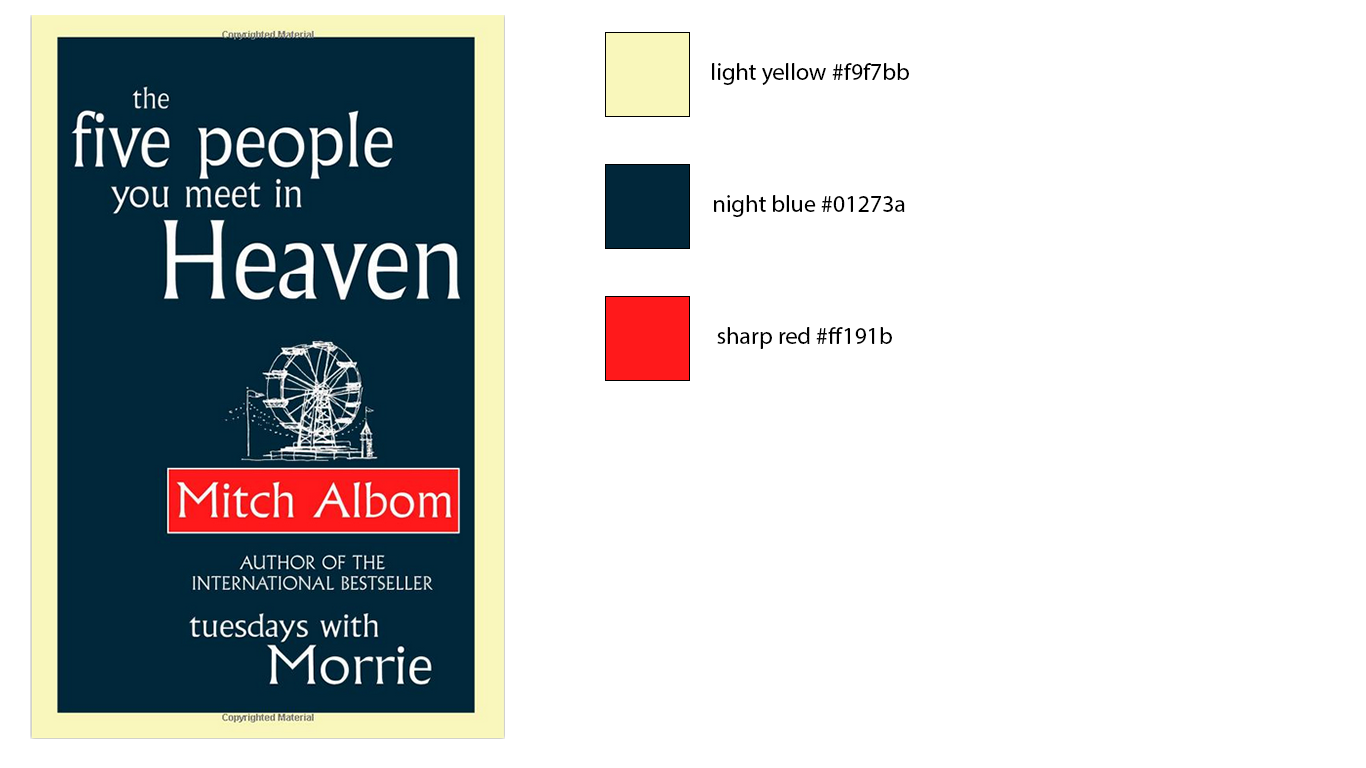 Copyrighted Material
the
five people
you meet in
Heaven
Mitch Albom
AUTHOR OF THE
INTERNATIONAL BESTSELLER
tuesdays with
Morrie
Copyrighted Material
light yellow #f9f7bb
night blue #01273a
sharp red #ff191b